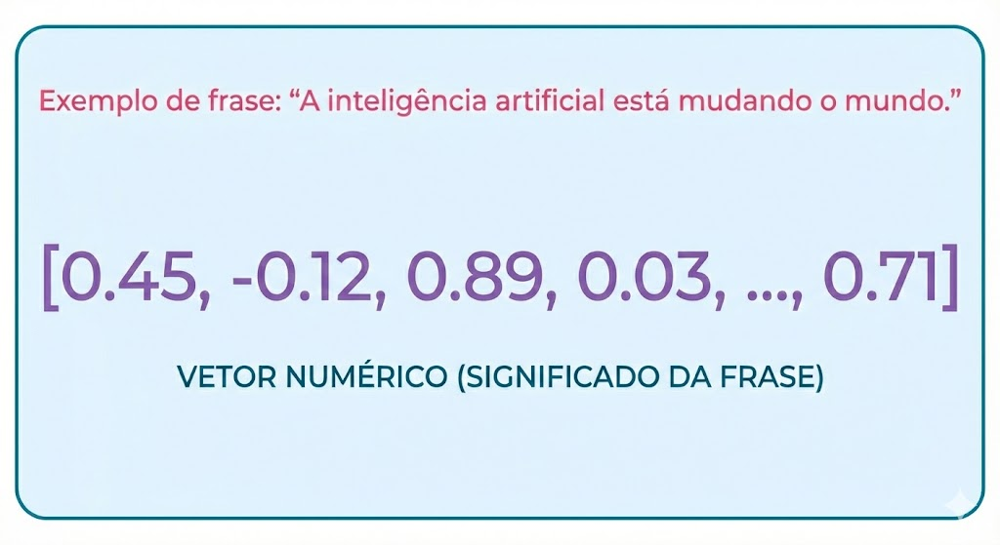 Exemplo de frase: “A inteligência artificial está mudando o mundo.”
[0.45, -0.12, 0.89, 0.03, ..., 0.71]
VETOR NUMÉRICO (SIGNIFICADO DA FRASE)